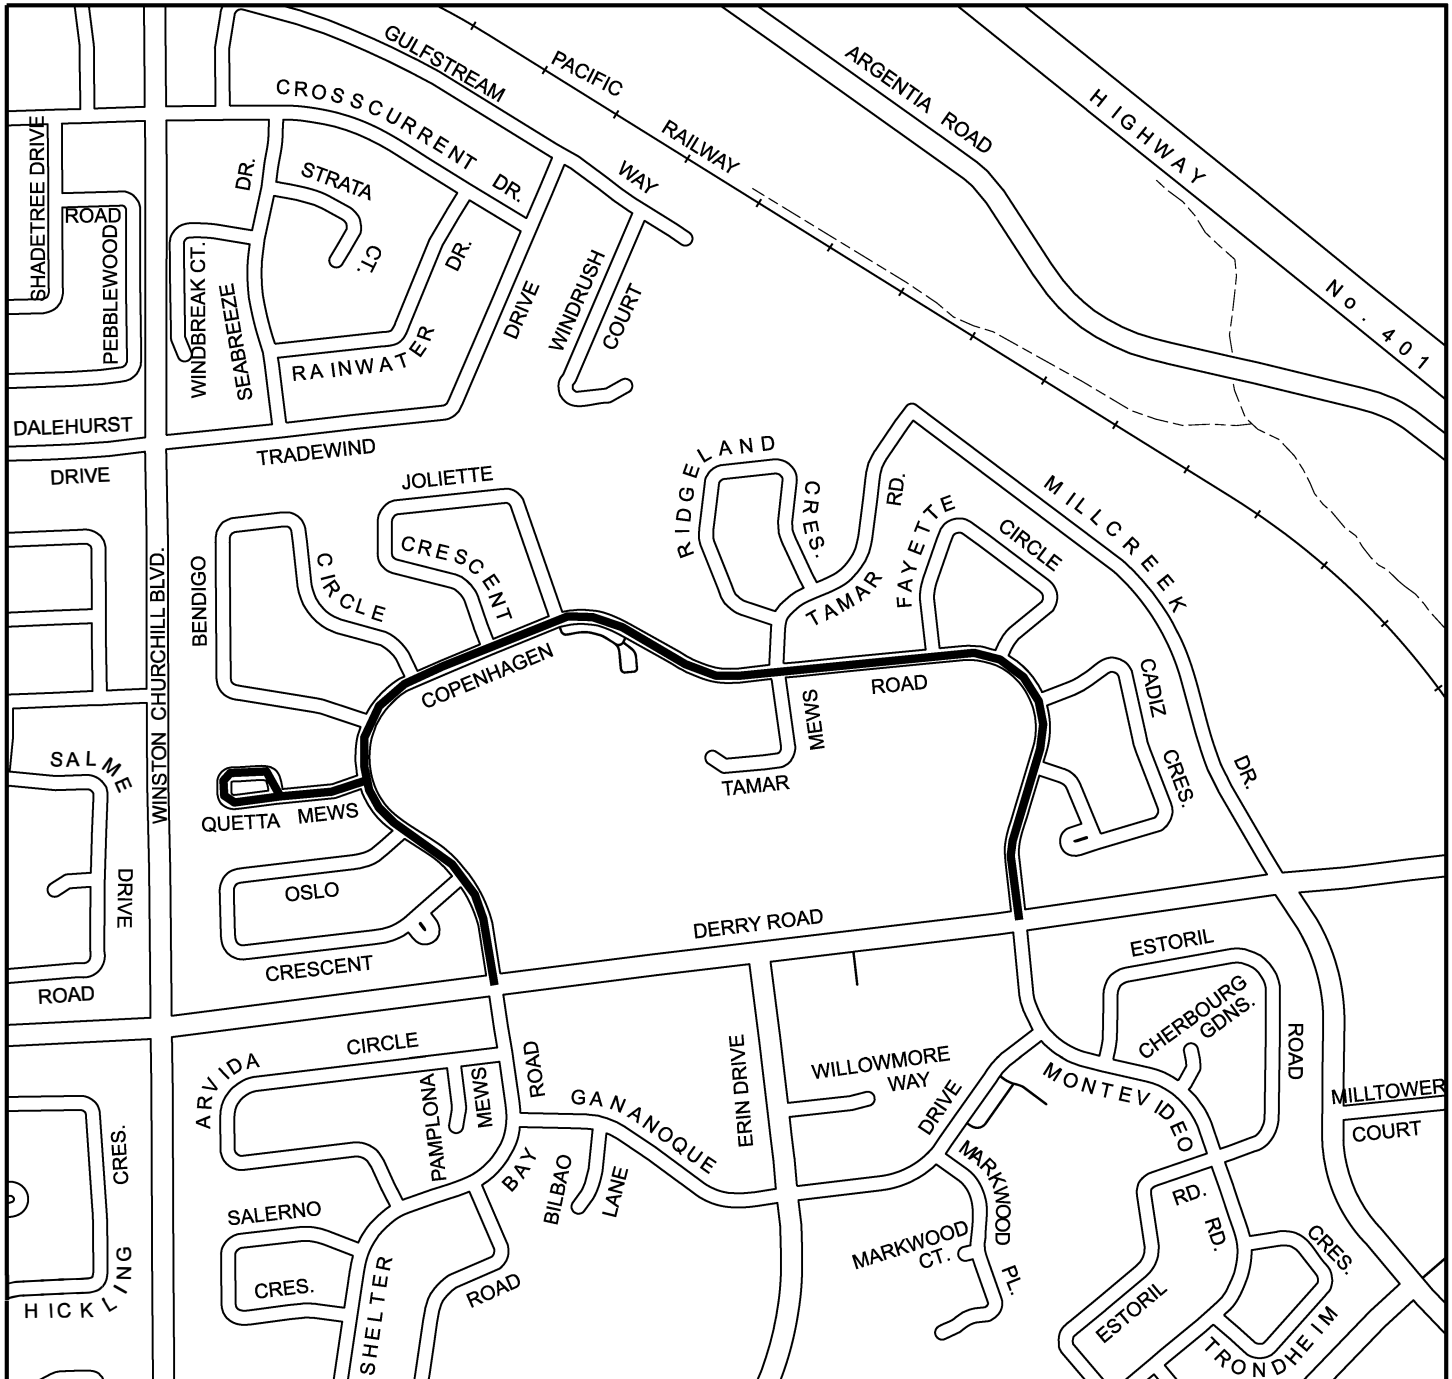 GULFSTREAM
WAY
PACIFIC
RAILWAY
ARGENTIA ROAD
HIGHWAY
No. 401
CROSSCURRENT DR.
SHADETREE DRIVE
ROAD
PEBBLEWOOD
DR.
SEABREEZE
STRATA
CT.
WINDBREAK CT.
RAINWATER
DR.
DRIVE
WINDRUSH
COURT
DALEHURST
DRIVE
TRADEWIND
JOLIETTE
CRESCENT
RIDGELAND
CRES.
TAMAR
RD.
FAYETTE
CIRCLE
MILLCREEK
DR.
BENDIGO
CIRCLE
WINSTON CHURCHILL BLVD.
COPENHAGEN
ROAD
MEWS
TAMAR
CADIZ
CRES.
SALME
DRIVE
QUETTA MEWS
OSLO
CRESCENT
DERRY ROAD
ROAD
ESTORIL
ROAD
CHERBOURG
GDNS.
ARVIDA
CIRCLE
PAMPLONA
MEWS
ROAD
GANANOQUE
DRIVE
ERIN DRIVE
WILLOWMORE
WAY
MONTEVIDEO
RD.
MILLTOWER
COURT
CRES.
HICKLING
BAY
BILBAO
LANE
SALERNO
CRES.
SHELTER
ROAD
MARKWOOD
PL.
MARKWOOD
CT.
RD.
ESTORIL
CRES.
TRONDHEIM